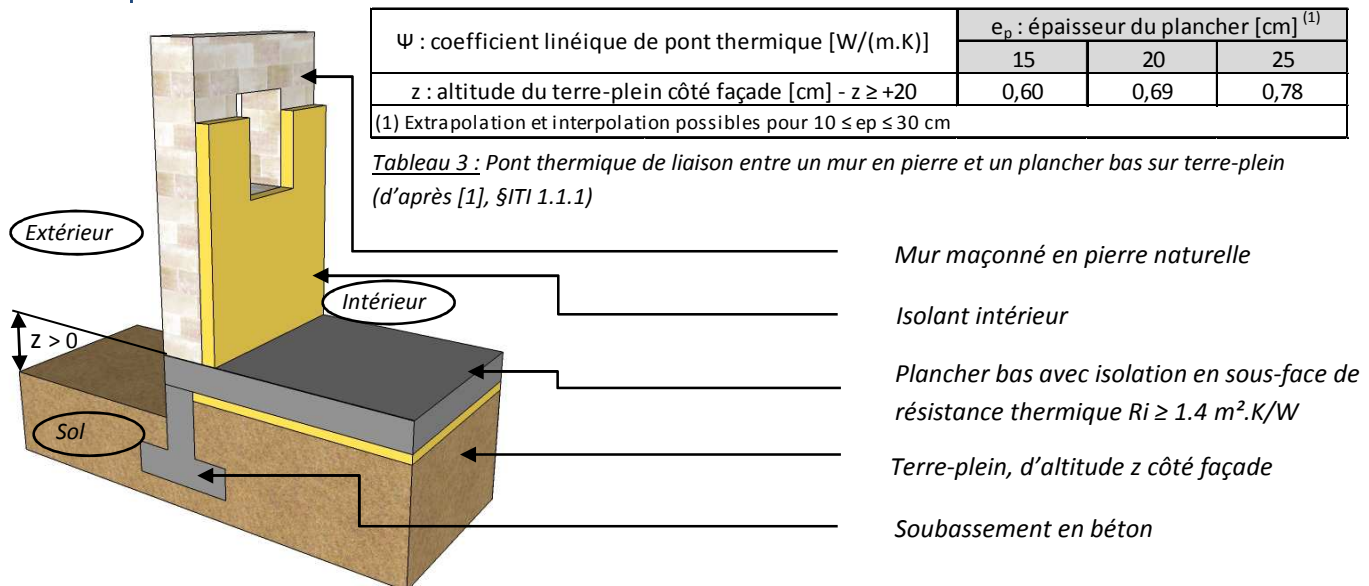 Ψ : coefficient linéique de pont thermique [W/(m.K)]
eₚ : épaisseur du plancher [cm] ⁽¹⁾
15 20 25
z : altitude du terre-plein côté façade [cm] - z ≥ +20 0,60 0,69 0,78
(1) Extrapolation et interpolation possibles pour 10 ≤ ep ≤ 30 cm
Tableau 3 : Pont thermique de liaison entre un mur en pierre et un plancher bas sur terre-plein
(d'après [1], §ITI 1.1.1)
Extérieur
Mur maçonné en pierre naturelle
Intérieur
Isolant intérieur
z > 0
Plancher bas avec isolation en sous-face de
résistance thermique Ri ≥ 1.4 m².K/W
Sol
Terre-plein, d'altitude z côté façade
Soubassement en béton